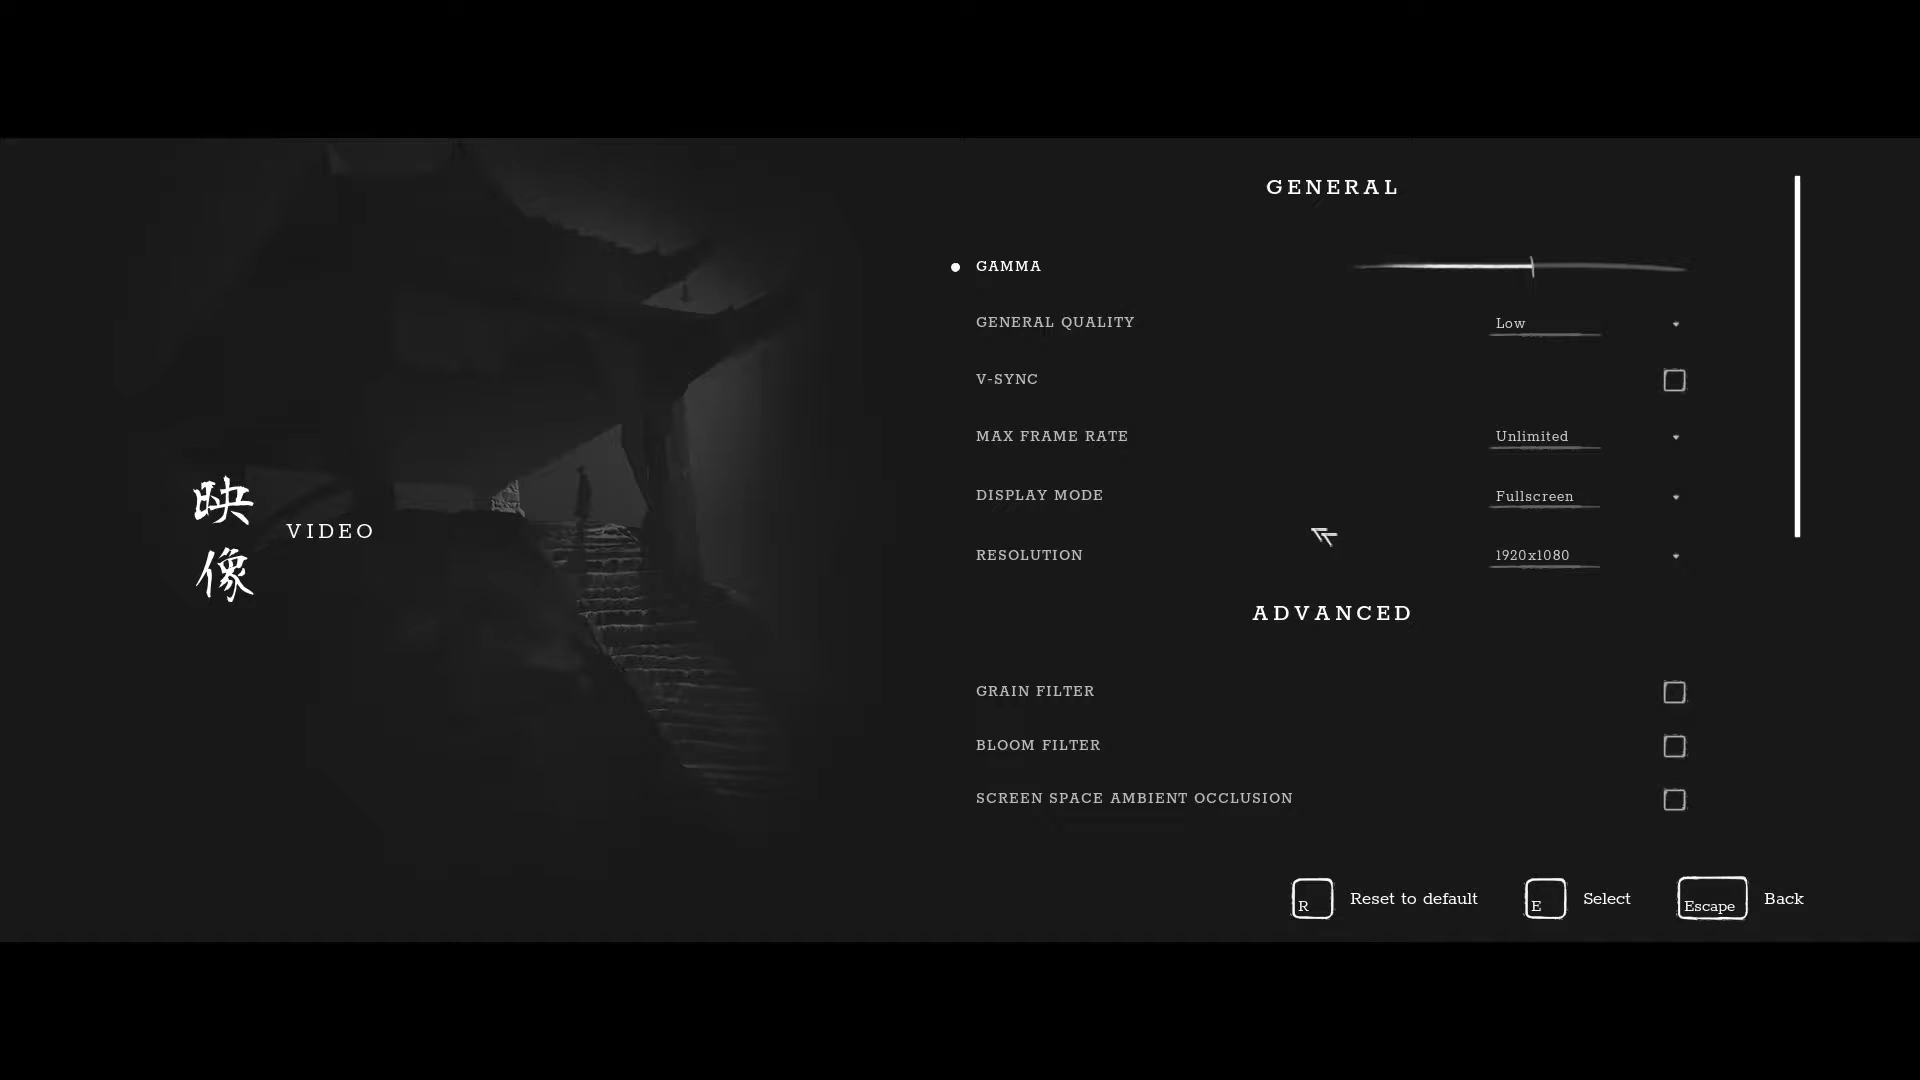 映像
VIDEO
GENERAL
GAMMA
GENERAL QUALITY Low
V-SYNC
MAX FRAME RATE Unlimited
DISPLAY MODE Fullscreen
RESOLUTION 1920x1080
ADVANCED
GRAIN FILTER
BLOOM FILTER
SCREEN SPACE AMBIENT OCCLUSION
R Reset to default E Select Escape Back